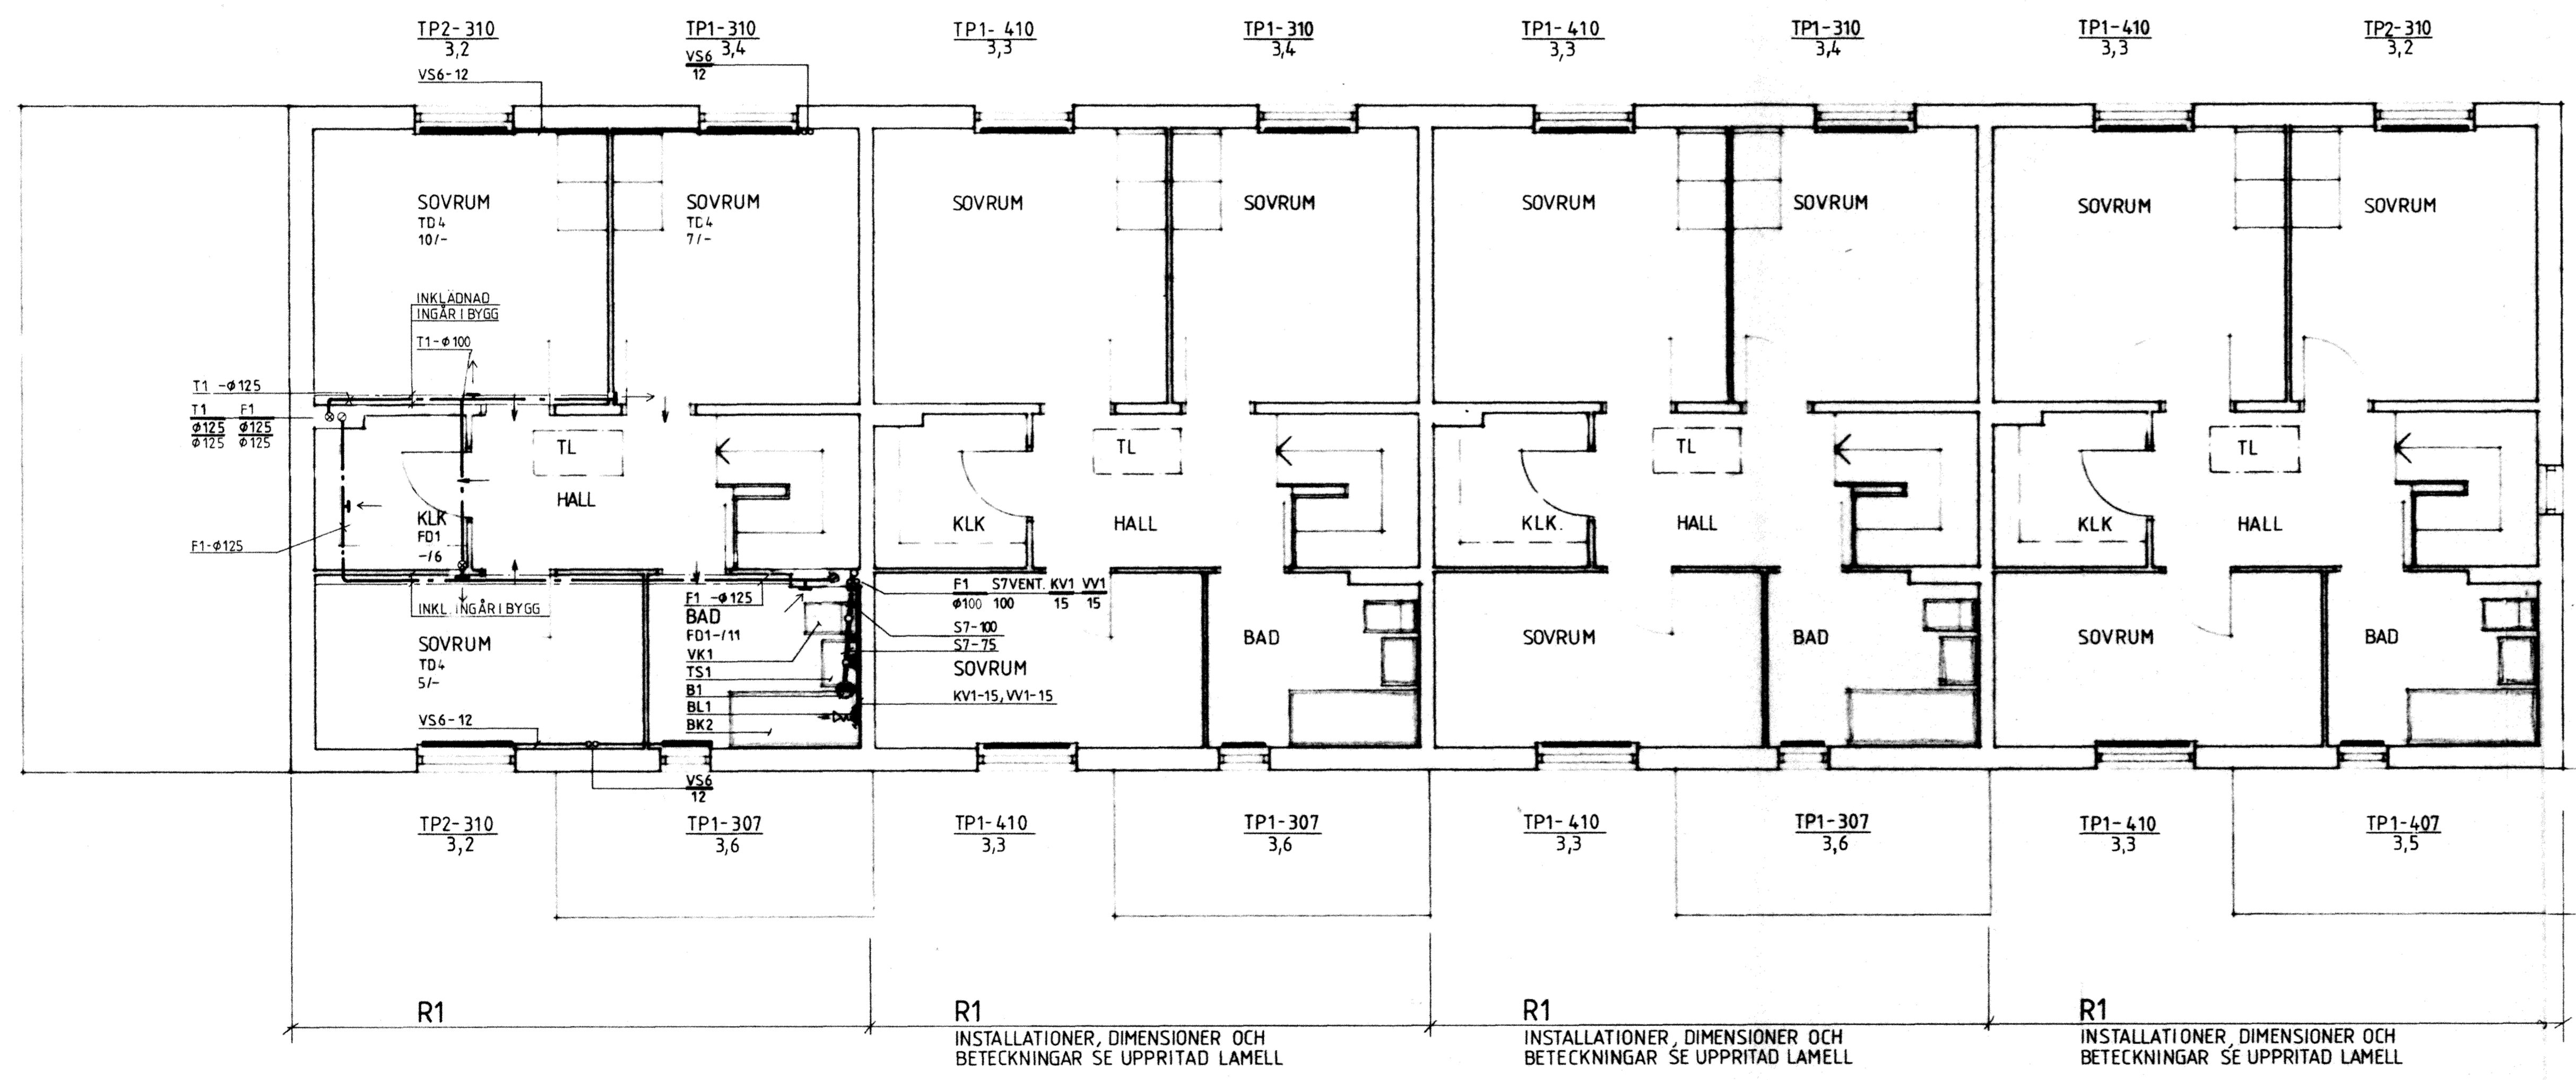 TP2-310
3,2
VS6-12
TP1-310
3,4
VS6
12
TP1-410
3,3
TP1-310
3,4
TP1-410
3,3
TP1-310
3,4
TP1-410
3,3
TP2-310
3,2
SOVRUM
TD4
10/-
SOVRUM
TD4
7/-
SOVRUM
SOVRUM
SOVRUM
SOVRUM
SOVRUM
SOVRUM
INKLÄDNAD
INGÅR I BYGG
T1-φ100
T1-φ125
T1 F1
φ125 φ125
φ125 φ125
TL
HALL
KLK
FD1
-/6
F1-φ125
TL
KLK
HALL
TL
KLK.
HALL
TL
KLK
HALL
INKL. INGÅR I BYGG
SOVRUM
TD4
5/-
VS6-12
F1-φ125
BAD
FD1-/11
VK1
TS1
B1
BL1
BK2
VS6
12
F1 S7VENT. KV1 VV1
φ100 100 15 15
S7-100
S7-75
SOVRUM
KV1-15, VV1-15
BAD
SOVRUM
BAD
SOVRUM
BAD
TP2-310
3,2
TP1-307
3,6
TP1-410
3,3
TP1-307
3,6
TP1-410
3,3
TP1-307
3,6
TP1-410
3,3
TP1-407
3,5
R1
R1
INSTALLATIONER, DIMENSIONER OCH
BETECKNINGAR SE UPPRITAD LAMELL
R1
INSTALLATIONER, DIMENSIONER OCH
BETECKNINGAR SE UPPRITAD LAMELL
R1
INSTALLATIONER, DIMENSIONER OCH
BETECKNINGAR SE UPPRITAD LAMELL